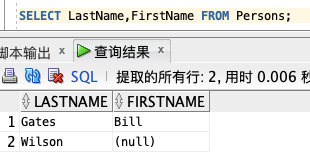 SELECT LastName,FirstName FROM Persons;
脚本输出 × 查询结果 ×
SQL | 提取的所有行: 2, 用时 0.006 秒
LASTNAME FIRSTNAME
1 Gates Bill
2 Wilson (null)